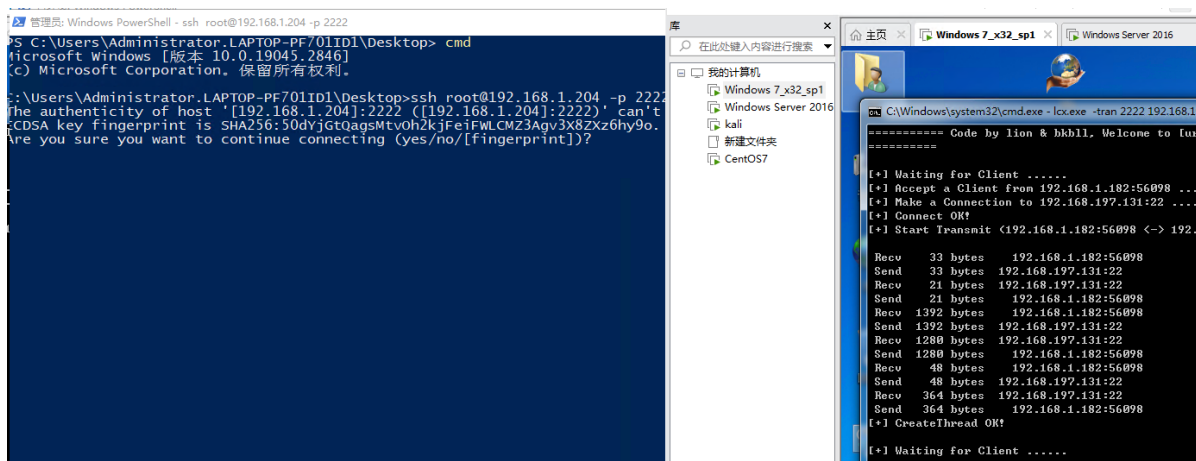 管理员: Windows PowerShell - ssh root@192.168.1.204 -p 2222
PS C:\Users\Administrator.LAPTOP-PF701ID1\Desktop> cmd
Microsoft Windows [版本 10.0.19045.2846]
(c) Microsoft Corporation。保留所有权利。
C:\Users\Administrator.LAPTOP-PF701ID1\Desktop>ssh root@192.168.1.204 -p 2222
The authenticity of host '[192.168.1.204]:2222 ([192.168.1.204]:2222)' can't
ECDSA key fingerprint is SHA256:50dYjGtQagsMtvOh2kjFeiFWLCMZ3Agv3X8ZXz6hy9o.
Are you sure you want to continue connecting (yes/no/[fingerprint])?
库
在此处键入内容进行搜索
我的计算机
Windows 7_x32_sp1
Windows Server 2016
kali
新建文件夹
CentOS7
主页
Windows 7_x32_sp1
Windows Server 2016
C:\Windows\system32\cmd.exe - lcx.exe -tran 2222 192.168.1
=========== Code by lion & bkbll, Welcome to
==========
[+] Waiting for Client ......
[+] Accept a Client from 192.168.1.182:56098 ...
[+] Make a Connection to 192.168.197.131:22 ....
[+] Connect OK!
[+] Start Transmit (192.168.1.182:56098 <-> 192.
Recv 33 bytes 192.168.1.182:56098
Send 33 bytes 192.168.197.131:22
Recv 21 bytes 192.168.197.131:22
Send 21 bytes 192.168.1.182:56098
Recv 1392 bytes 192.168.1.182:56098
Send 1392 bytes 192.168.197.131:22
Recv 1280 bytes 192.168.197.131:22
Send 1280 bytes 192.168.1.182:56098
Recv 48 bytes 192.168.1.182:56098
Send 48 bytes 192.168.197.131:22
Recv 364 bytes 192.168.197.131:22
Send 364 bytes 192.168.1.182:56098
[+] CreateThread OK!
[+] Waiting for Client ......